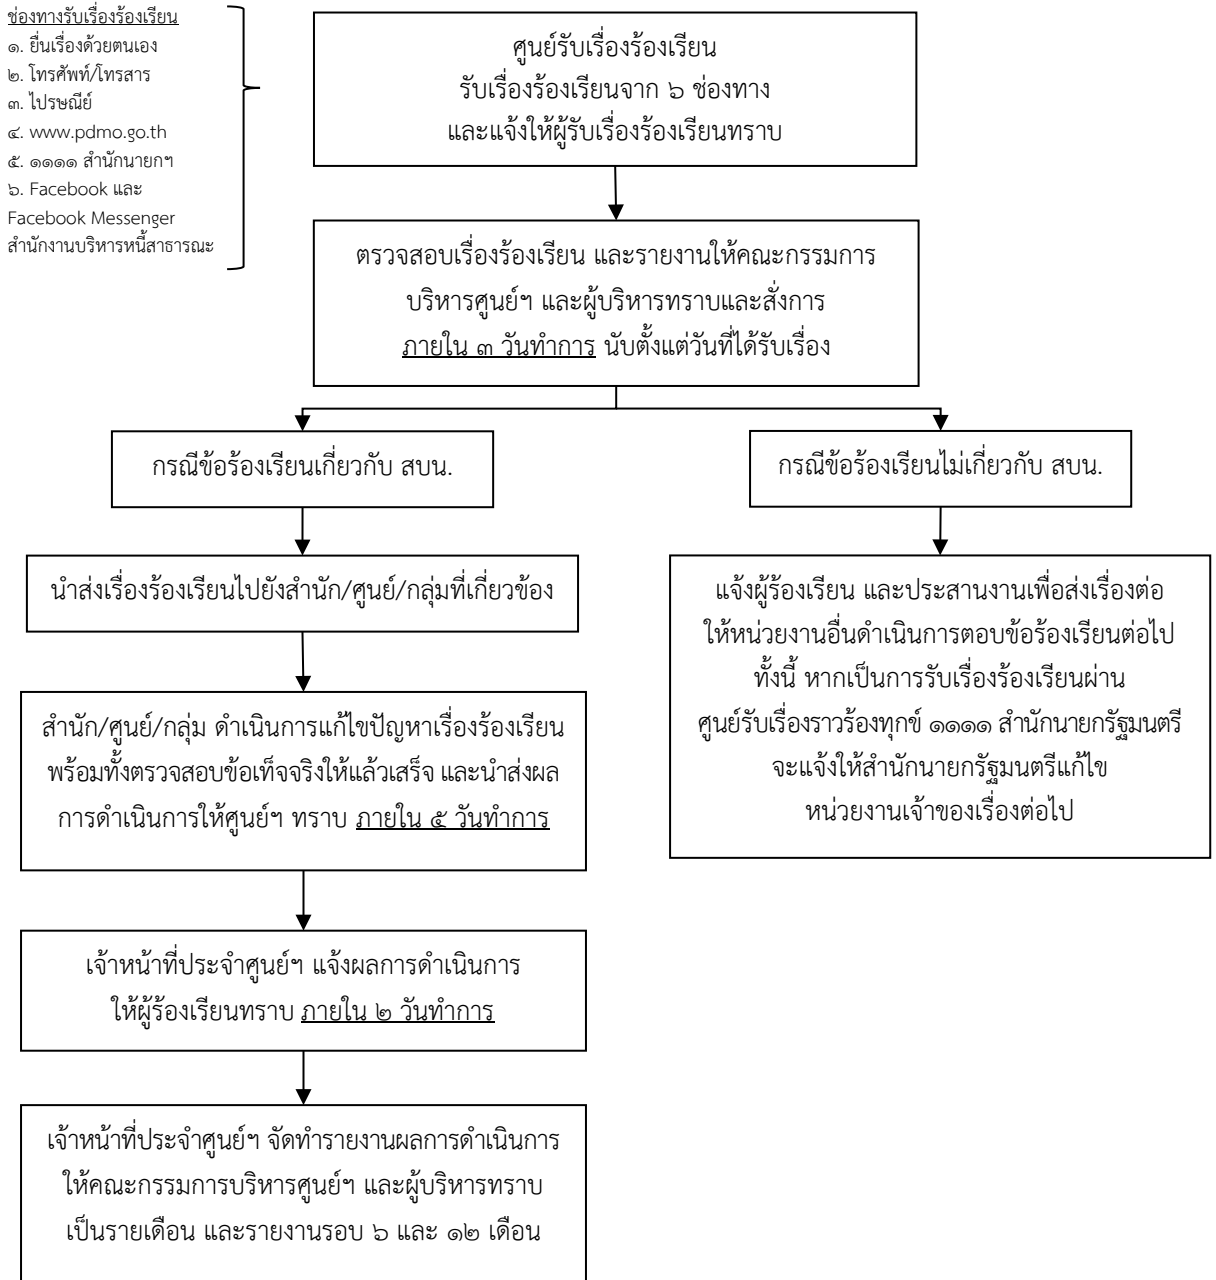 ช่องทางรับเรื่องร้องเรียน
๑. ยื่นเรื่องด้วยตนเอง
๒. โทรศัพท์/โทรสาร
๓. ไปรษณีย์
๔. www.pdmo.go.th
๕. ๑๑๑๑ สำนักนายกฯ
๖. Facebook และ
Facebook Messenger
สำนักงานบริหารหนี้สาธารณะ
ศูนย์รับเรื่องร้องเรียน
รับเรื่องร้องเรียนจาก ๖ ช่องทาง
และแจ้งให้ผู้รับเรื่องร้องเรียนทราบ
ตรวจสอบเรื่องร้องเรียน และรายงานให้คณะกรรมการ
บริหารศูนย์ฯ และผู้บริหารทราบและสั่งการ
ภายใน ๓ วันทำการ นับตั้งแต่วันที่ได้รับเรื่อง
กรณีข้อร้องเรียนเกี่ยวกับ สบน.
นำส่งเรื่องร้องเรียนไปยังสำนัก/ศูนย์/กลุ่มที่เกี่ยวข้อง
สำนัก/ศูนย์/กลุ่ม ดำเนินการแก้ไขปัญหาเรื่องร้องเรียน
พร้อมทั้งตรวจสอบข้อเท็จจริงให้แล้วเสร็จ และนำส่งผล
การดำเนินการให้ศูนย์ฯ ทราบ ภายใน ๕ วันทำการ
เจ้าหน้าที่ประจำศูนย์ฯ แจ้งผลการดำเนินการ
ให้ผู้ร้องเรียนทราบ ภายใน ๒ วันทำการ
เจ้าหน้าที่ประจำศูนย์ฯ จัดทำรายงานผลการดำเนินการ
ให้คณะกรรมการบริหารศูนย์ฯ และผู้บริหารทราบ
เป็นรายเดือน และรายงานรอบ ๖ และ ๑๒ เดือน
กรณีข้อร้องเรียนไม่เกี่ยวกับ สบน.
แจ้งผู้ร้องเรียน และประสานงานเพื่อส่งเรื่องต่อ
ให้หน่วยงานอื่นดำเนินการตอบข้อร้องเรียนต่อไป
ทั้งนี้ หากเป็นการรับเรื่องร้องเรียนผ่าน
ศูนย์รับเรื่องราวร้องทุกข์ ๑๑๑๑ สำนักนายกรัฐมนตรี
จะแจ้งให้สำนักนายกรัฐมนตรีแก้ไข
หน่วยงานเจ้าของเรื่องต่อไป